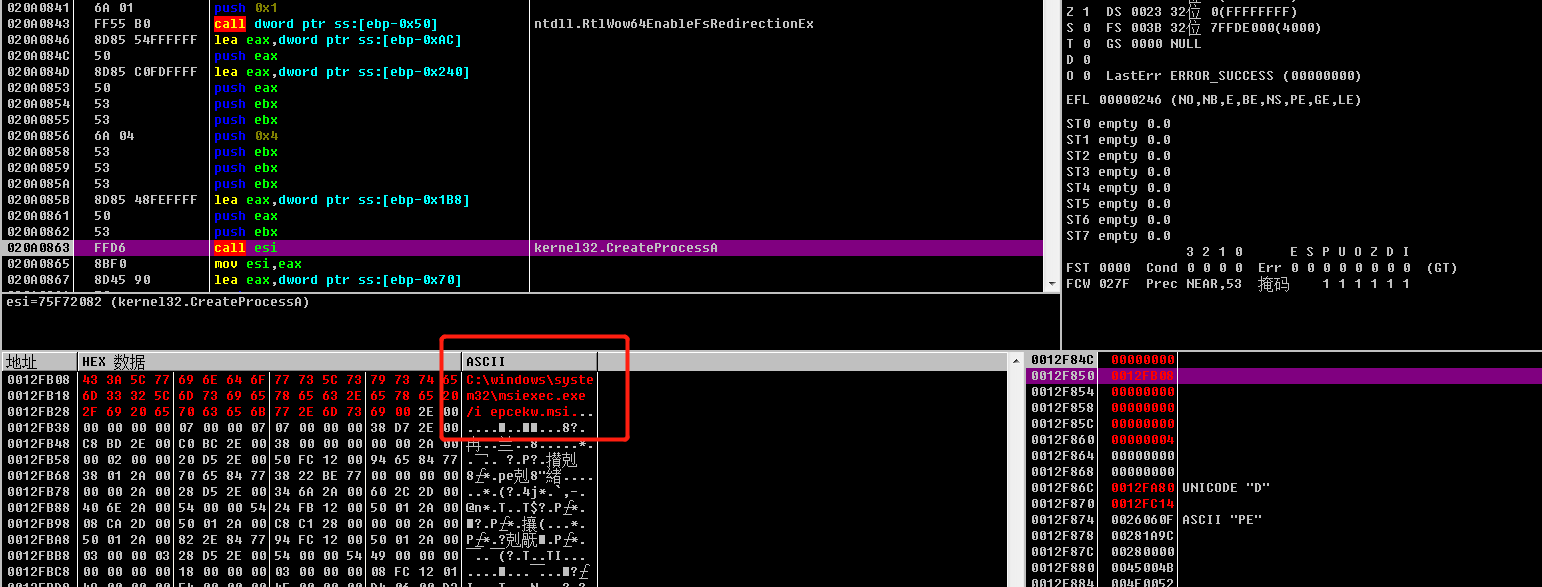 020A0841 6A 01 push 0x1
020A0843 FF55 B0 call dword ptr ss:[ebp-0x50] ntdll.RtlWow64EnableFsRedirectionEx
020A0846 8D85 54FFFFFF lea eax,dword ptr ss:[ebp-0xAC]
020A084C 50 push eax
020A084D 8D85 C0FDFFFF lea eax,dword ptr ss:[ebp-0x240]
020A0853 50 push eax
020A0854 53 push ebx
020A0855 53 push ebx
020A0856 6A 04 push 0x4
020A0858 53 push ebx
020A0859 53 push ebx
020A085A 53 push ebx
020A085B 8D85 48FEFFFF lea eax,dword ptr ss:[ebp-0x1B8]
020A0861 50 push eax
020A0862 53 push ebx
020A0863 FFD6 call esi kernel32.CreateProcessA
020A0865 8BF0 mov esi,eax
020A0867 8D45 90 lea eax,dword ptr ss:[ebp-0x70]
esi=75F72082 (kernel32.CreateProcessA)
Z 1 DS 0023 32位 0(FFFFFFFF)
S 0 FS 003B 32位 7FFDE000(4000)
T 0 GS 0000 NULL
D 0
O 0 LastErr ERROR_SUCCESS (00000000)
EFL 00000246 (NO,NB,E,BE,NS,PE,GE,LE)
ST0 empty 0.0
ST1 empty 0.0
ST2 empty 0.0
ST3 empty 0.0
ST4 empty 0.0
ST5 empty 0.0
ST6 empty 0.0
ST7 empty 0.0
3 2 1 0 E S P U O Z D I
FST 0000 Cond 0 0 0 0 Err 0 0 0 0 0 0 0 0 (GT)
FCW 027F Prec NEAR,53 掩码 1 1 1 1 1 1
地址 HEX 数据 ASCII
0012FB08 43 3A 5C 77 69 6E 64 6F 77 73 5C 73 79 73 74 65 C:\windows\syste
0012FB18 6D 33 32 5C 6D 73 69 65 78 65 63 2E 65 78 65 20 m32\msiexec.exe
0012FB28 2F 69 20 65 70 63 65 6B 77 2E 6D 73 69 00 2E 00 /i epcekw.msi...
0012FB38 00 00 00 00 07 00 00 07 07 00 00 00 38 D7 2E 00
0012FB48 C8 BD 2E 00 C0 BC 2E 00 38 00 00 00 00 00 2A 00
0012FB58 00 02 00 00 20 D5 2E 00 50 FC 12 00 94 65 84 77
0012FB68 38 01 2A 00 70 65 84 77 38 22 BE 77 00 00 00 00
0012FB78 00 00 2A 00 28 D5 2E 00 34 6A 2A 00 60 2C 2D 00 ..*.(?.4j*.`,-.
0012FB88 40 6E 2A 00 54 00 00 54 24 FB 12 00 50 01 2A 00
0012FB98 08 CA 2D 00 50 01 2A 00 C8 C1 28 00 00 00 2A 00
0012FBA8 50 01 2A 00 82 2E 84 77 94 FC 12 00 50 01 2A 00
0012FBB8 03 00 00 03 28 D5 2E 00 54 00 00 54 49 00 00 00
0012FBC8 00 00 00 00 18 00 00 00 03 00 00 00 08 FC 12 01
0012F84C 00000000
0012F850 0012FB08
0012F854 00000000
0012F858 00000000
0012F85C 00000000
0012F860 00000004
0012F864 00000000
0012F868 00000000
0012F86C 0012FA80 UNICODE "D"
0012F870 0012FC14
0012F874 0026060F ASCII "PE"
0012F878 00281A9C
0012F87C 00280000
0012F880 0045004B
0012F884 004F0052